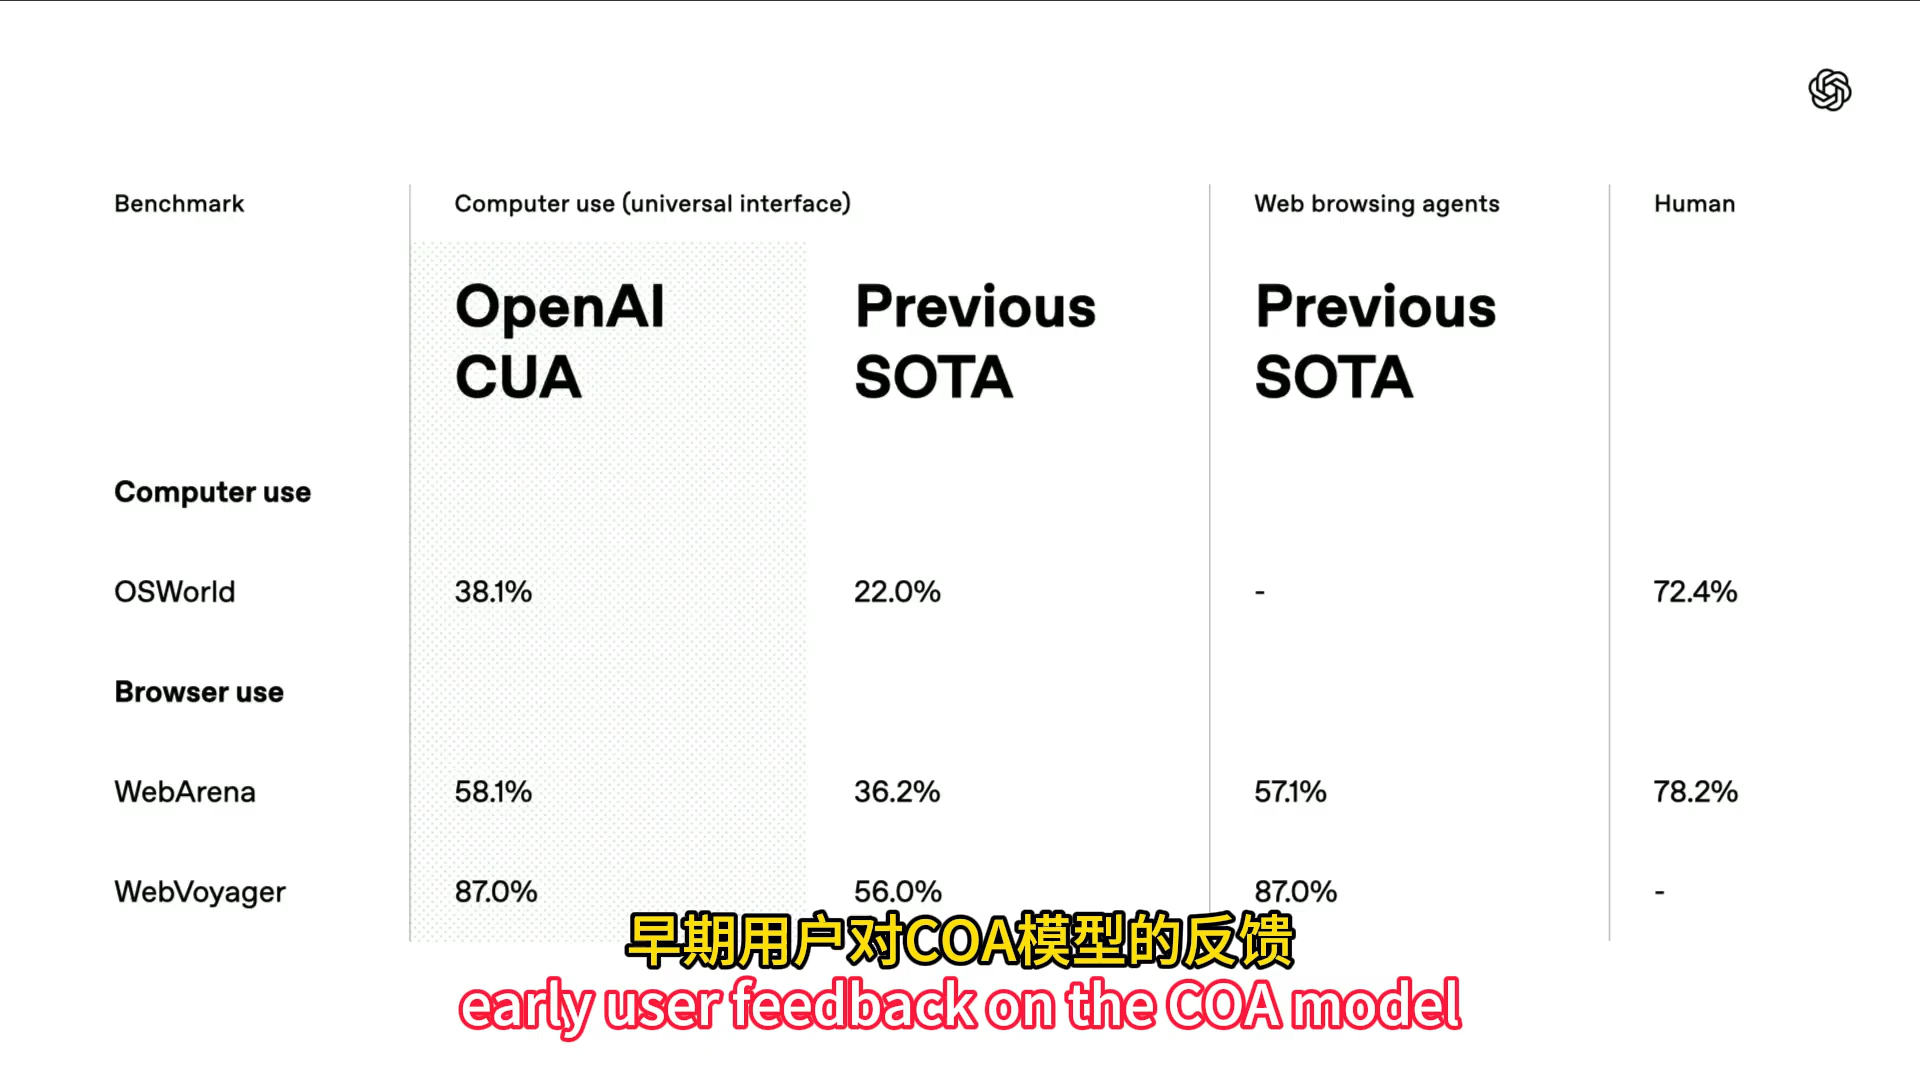 Benchmark
Computer use (universal interface)
Web browsing agents
Human
OpenAI
CUA
Previous
SOTA
Previous
SOTA
Computer use
OSWorld 38.1% 22.0% - 72.4%
Browser use
WebArena 58.1% 36.2% 57.1% 78.2%
WebVoyager 87.0% 56.0% 87.0% -
早期用户对COA模型的反馈
early user feedback on the COA model